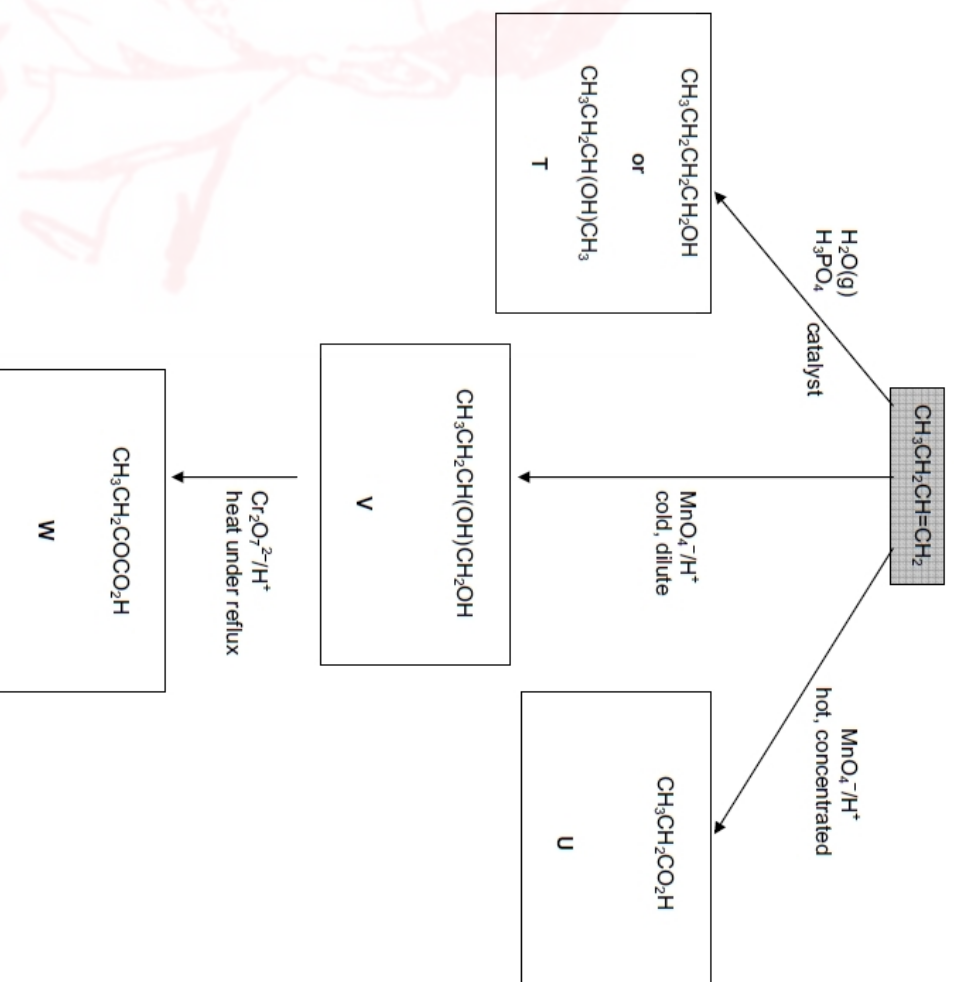 CH₃CH₂CH=CH₂
H₂O(g)
H₃PO₄ catalyst
MnO₄⁻/H⁺
cold, dilute
MnO₄⁻/H⁺
hot, concentrated
CH₃CH₂CH₂CH₂OH
or
CH₃CH₂CH(OH)CH₃
T
CH₃CH₂CO₂H
U
CH₃CH₂CH(OH)CH₂OH
V
Cr₂O₇²⁻/H⁺
heat under reflux
CH₃CH₂COCO₂H
W